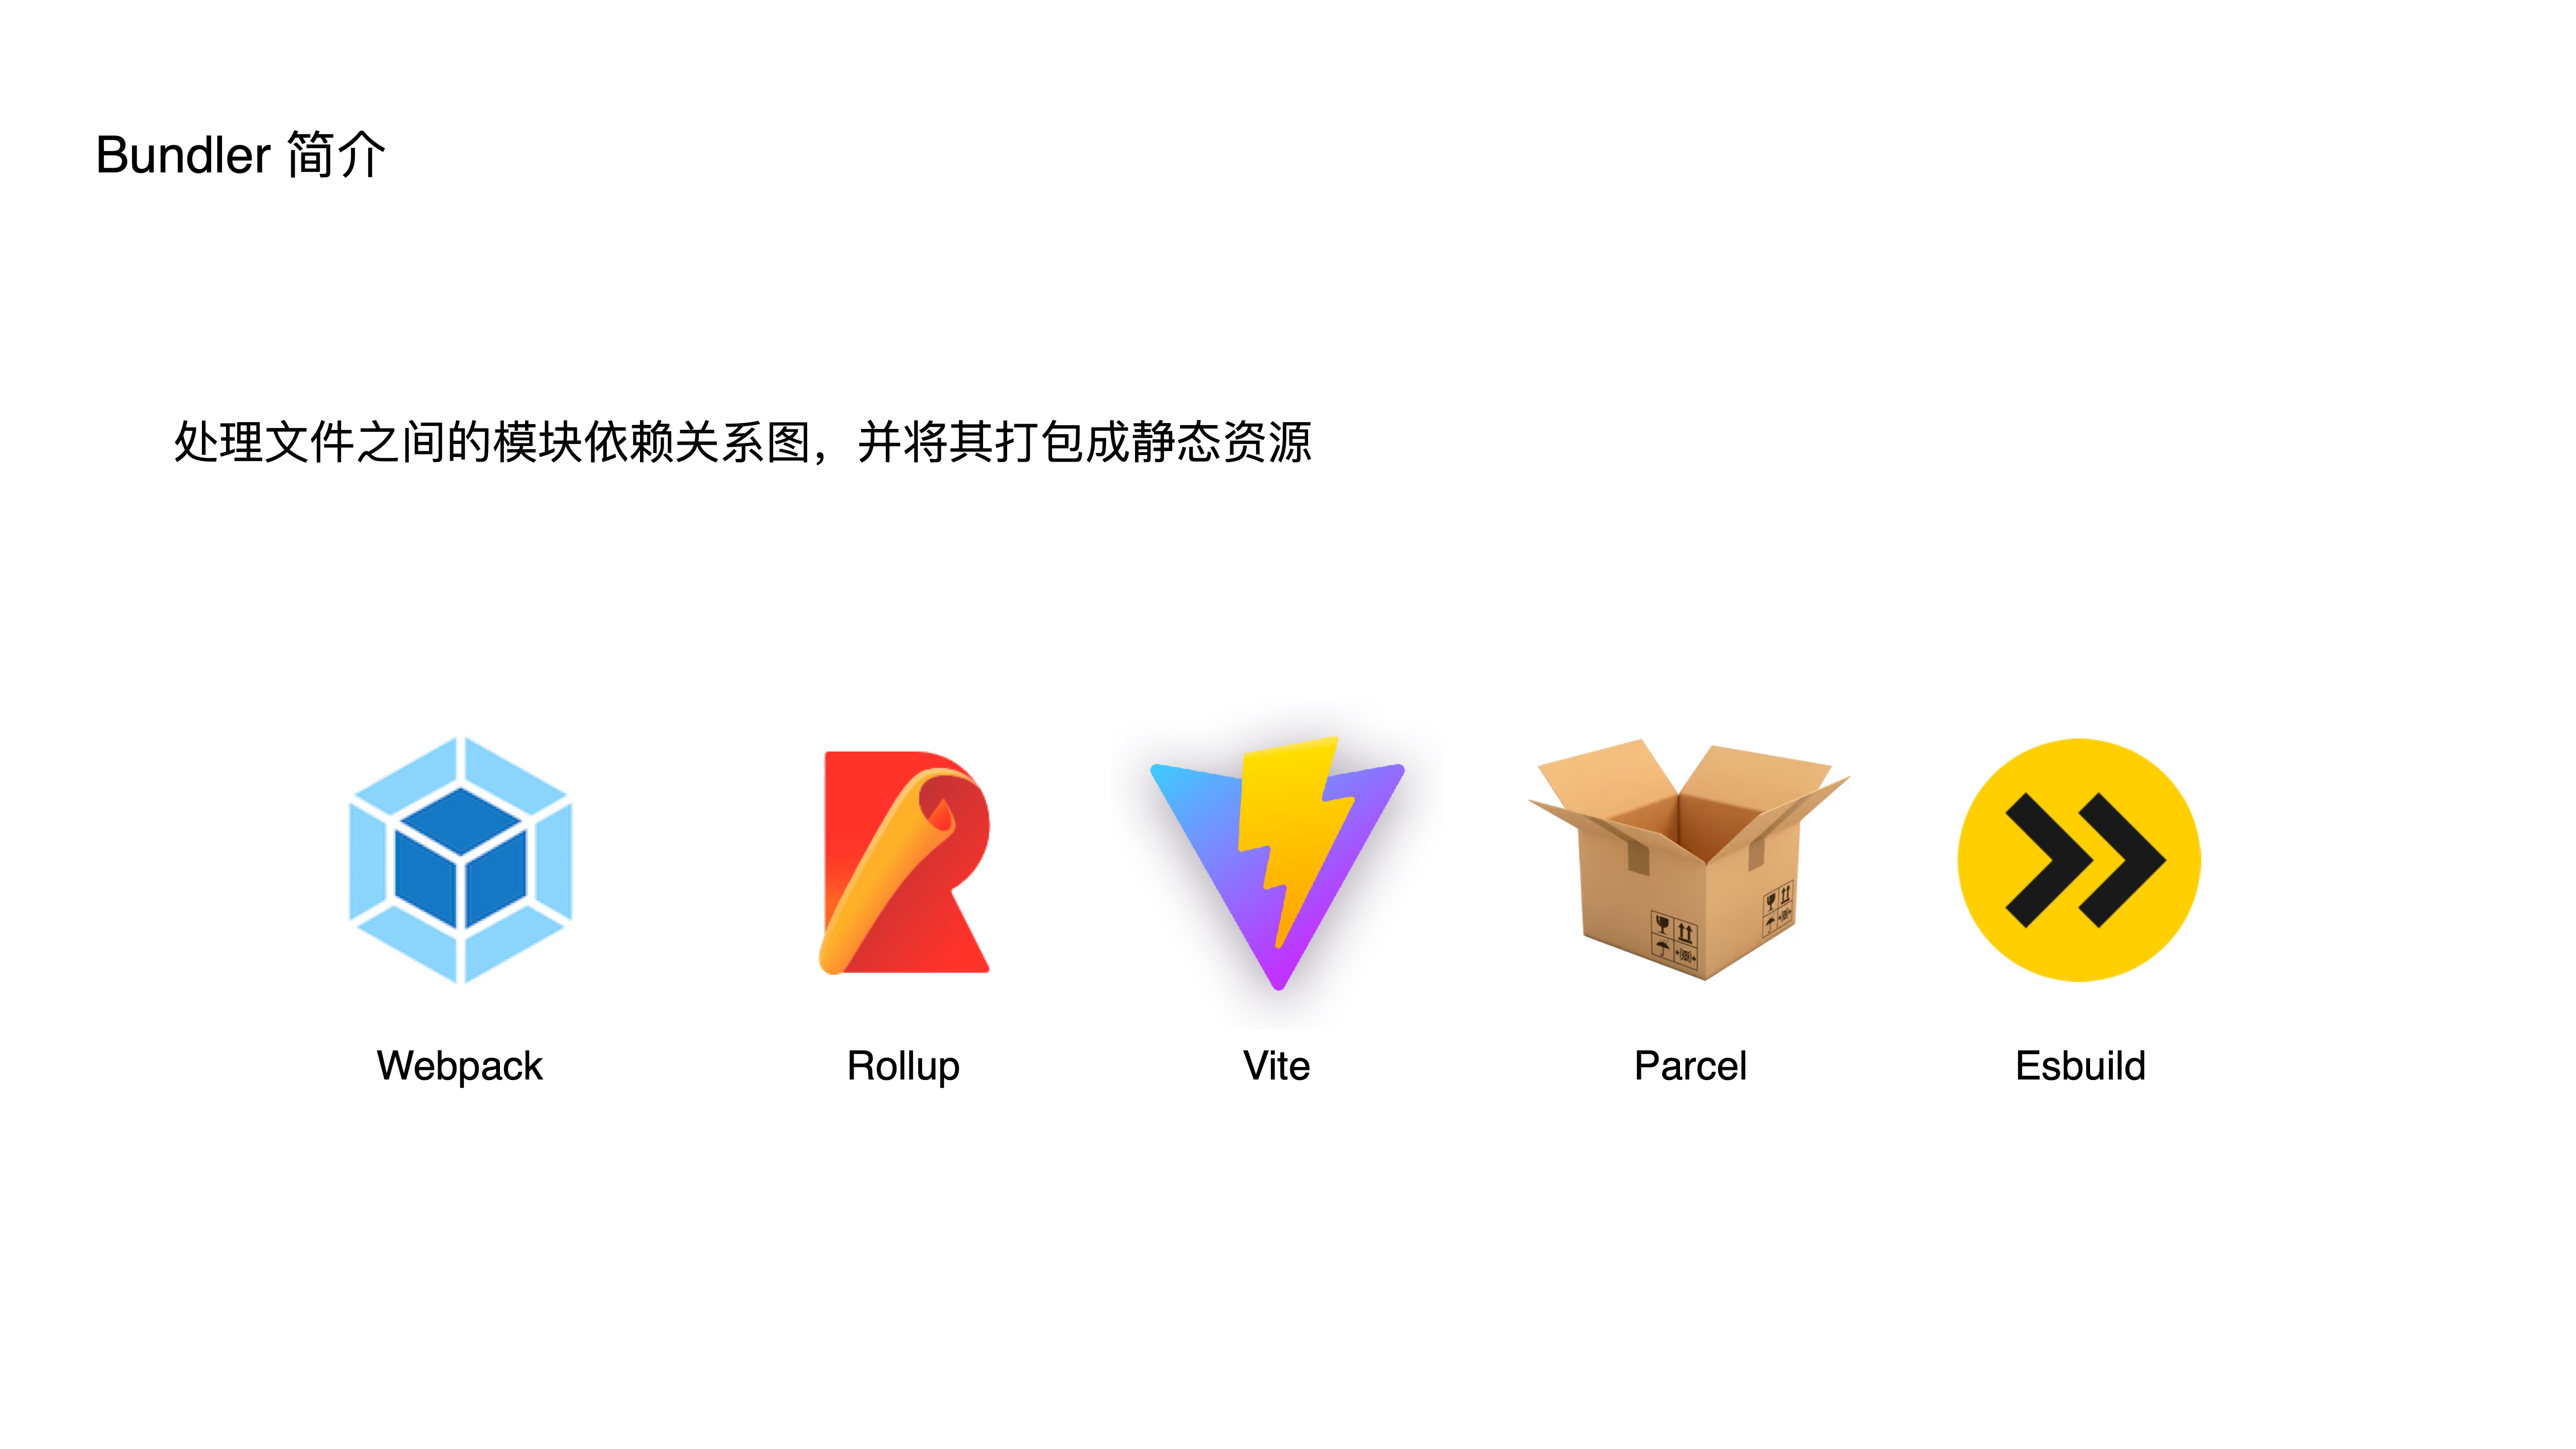 Bundler 简介
处理文件之间的模块依赖关系图，并将其打包成静态资源
Webpack
Rollup
Vite
Parcel
Esbuild